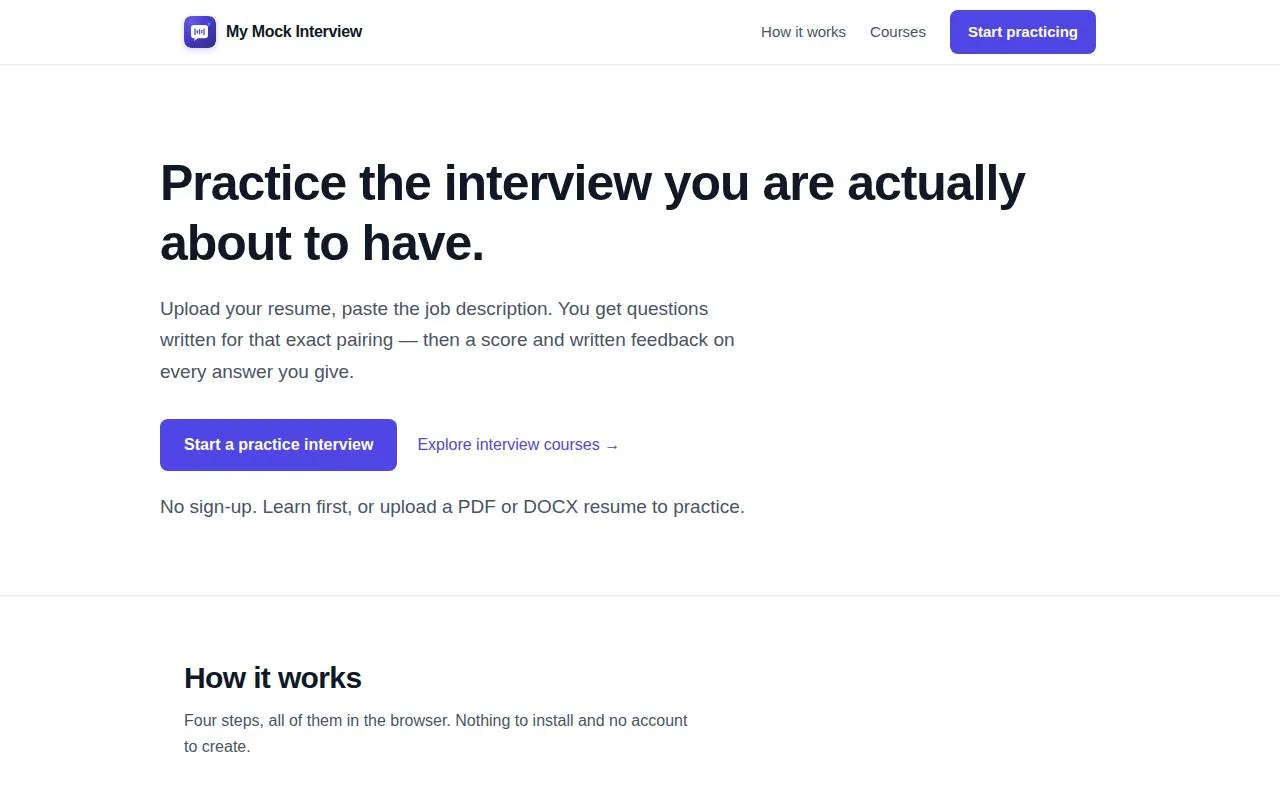 My Mock Interview
How it works
Courses
Start practicing
Practice the interview you are actually
about to have.
Upload your resume, paste the job description. You get questions
written for that exact pairing — then a score and written feedback on
every answer you give.
Start a practice interview
Explore interview courses →
No sign-up. Learn first, or upload a PDF or DOCX resume to practice.
How it works
Four steps, all of them in the browser. Nothing to install and no account
to create.